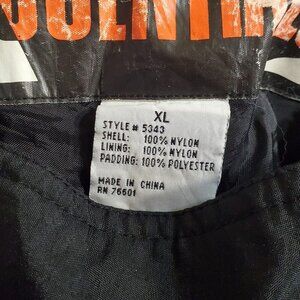 XL
STYLE # 5343
SHELL: 100% NYLON
LINING: 100% NYLON
PADDING: 100% POLYESTER
MADE IN CHINA
RN 76601